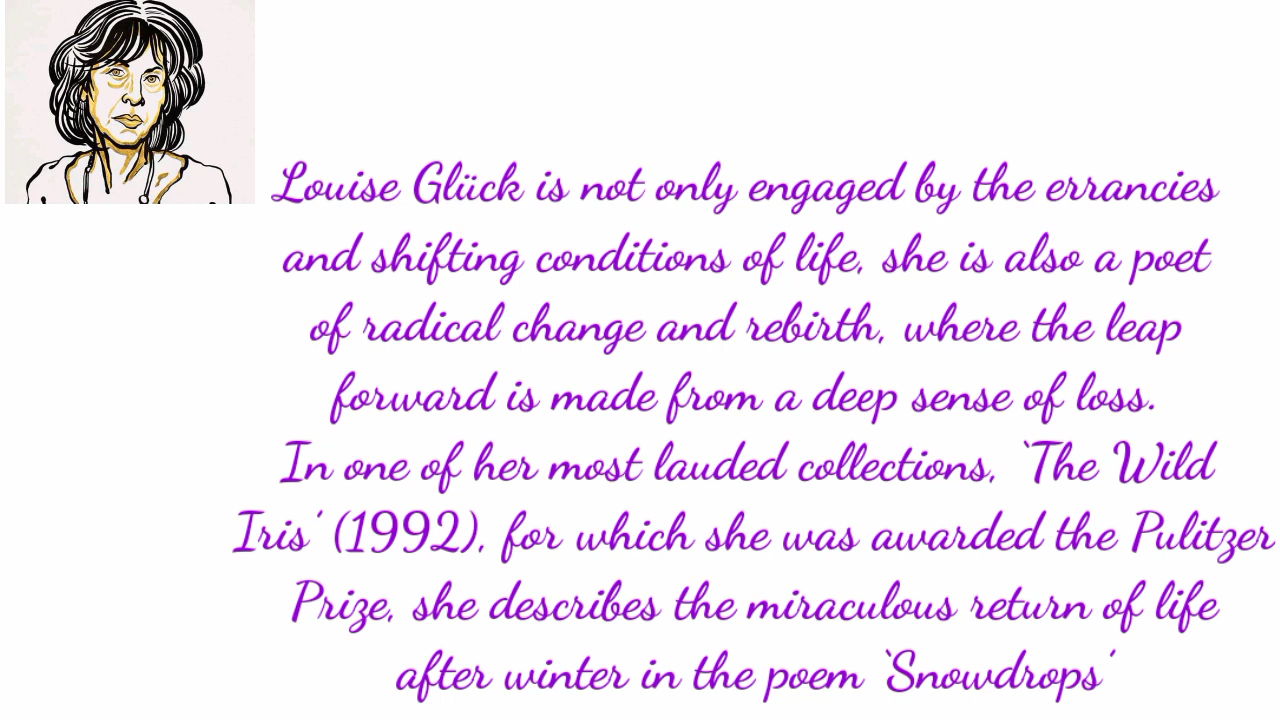 Louise Glück is not only engaged by the errancies
and shifting conditions of life, she is also a poet
of radical change and rebirth, where the leap
forward is made from a deep sense of loss.
In one of her most lauded collections, ‘The Wild
Iris’ (1992), for which she was awarded the Pulitzer
Prize, she describes the miraculous return of life
after winter in the poem ‘Snowdrops’